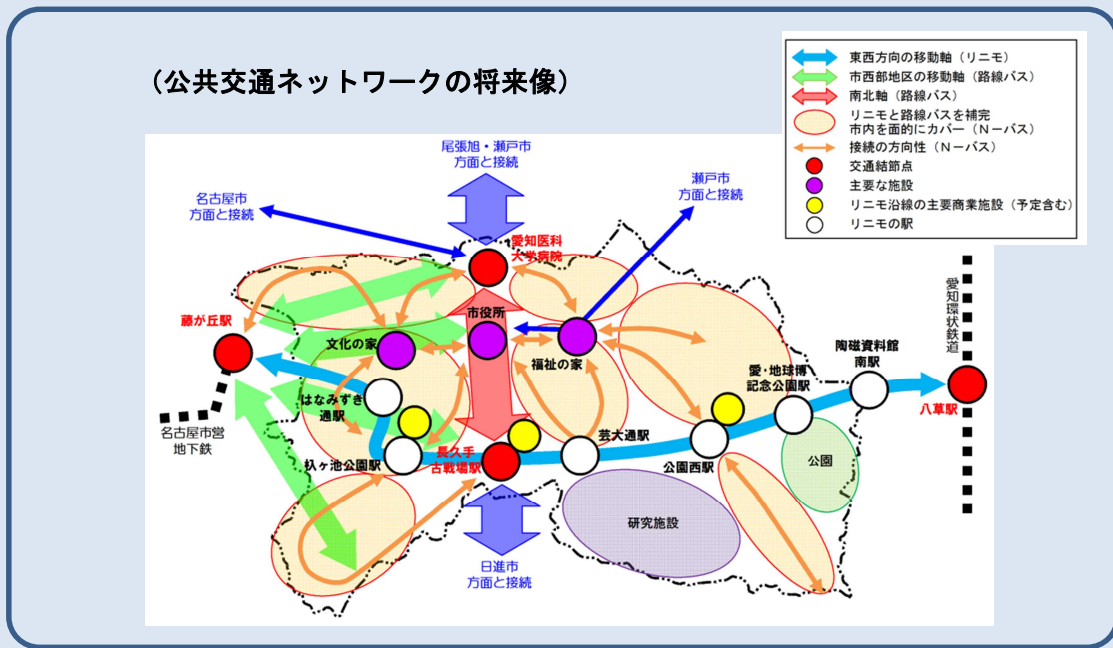 (公共交通ネットワークの将来像)
東西方向の移動軸(リニモ)
市西部地区の移動軸(路線バス)
南北軸(路線バス)
リニモと路線バスを補完
市内を面的にカバー(N-バス)
接続の方向性(N-バス)
交通結節点
主要な施設
リニモ沿線の主要商業施設(予定含む)
リニモの駅
尾張旭・瀬戸市
方面と接続
名古屋市
方面と接続
瀬戸市
方面と接続
愛知医科
大学病院
藤が丘駅
市役所
文化の家
福祉の家
愛知環状鉄道
陶磁資料館
南駅
愛・地球博
記念公園駅
八草駅
はなみずき
通駅
名古屋市営
地下鉄
杁ヶ池公園駅
長久手
古戦場駅
芸大通駅
公園西駅
公園
研究施設
日進市
方面と接続